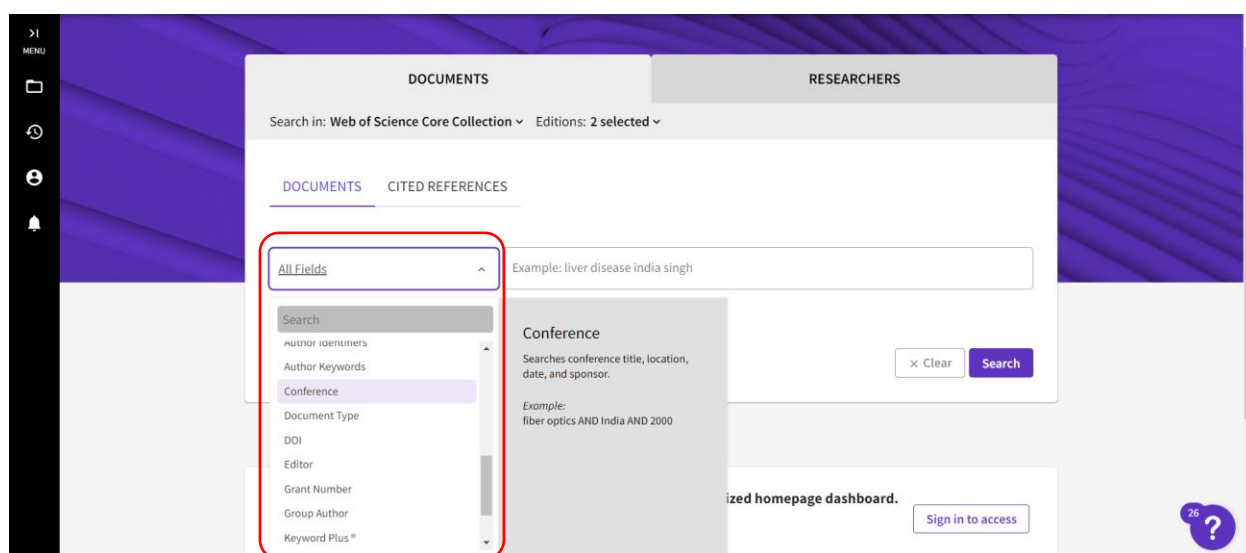 >I
MENU
DOCUMENTS
RESEARCHERS
Search in: Web of Science Core Collection Editions: 2 selected
DOCUMENTS CITED REFERENCES
All Fields
Example: liver disease india singh
Search
Author Identifiers
Author Keywords
Conference
Document Type
DOI
Editor
Grant Number
Group Author
Keyword Plus ®
Conference
Searches conference title, location,
date, and sponsor.
Example:
fiber optics AND India AND 2000
× Clear
Search
ized homepage dashboard.
Sign in to access
26
?